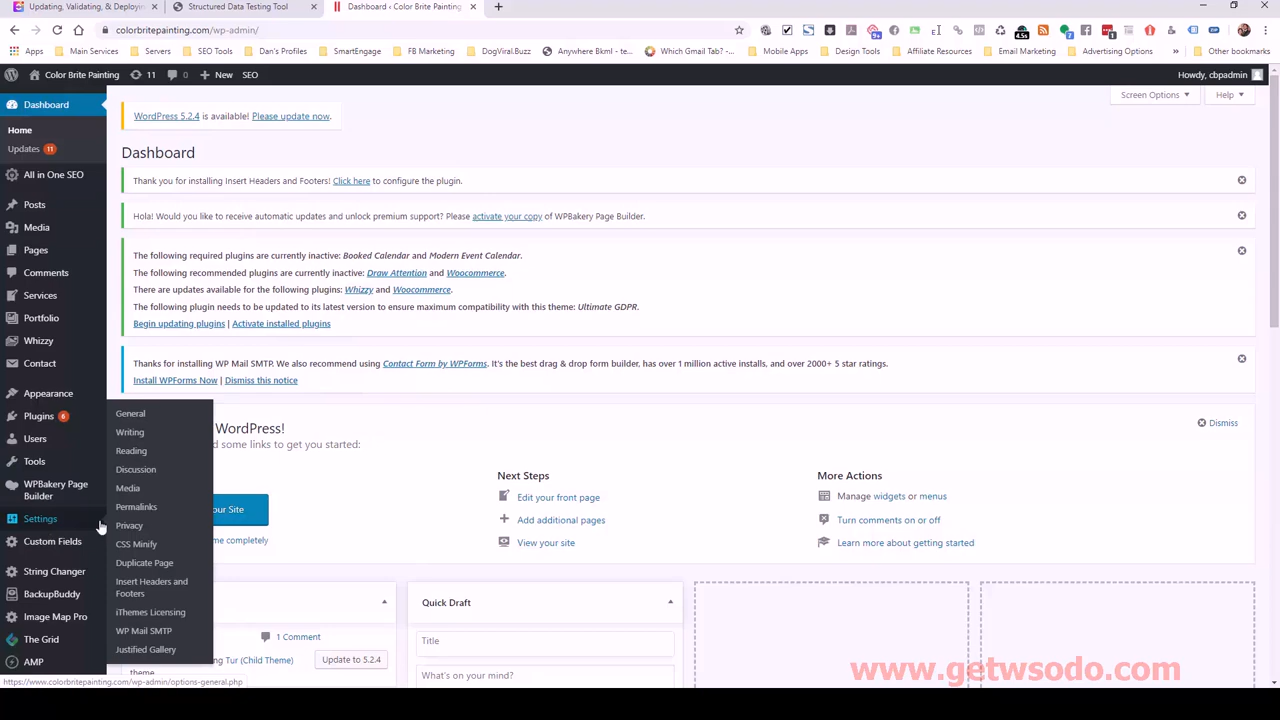 Updating, Validating, & Deployin
Structured Data Testing Tool
Dashboard ‹ Color Brite Painting
colorbritepainting.com/wp-admin/
Apps
Main Services
Servers
SEO Tools
Dan's Profiles
SmartEngage
FB Marketing
DogViral.Buzz
Anywhere Bkml - te...
Which Gmail Tab? -...
Mobile Apps
Design Tools
Affiliate Resources
Email Marketing
Advertising Options
Other bookmarks
Color Brite Painting
11
0
New
SEO
Howdy, cbpadmin
Screen Options
Help
Dashboard
Home
Updates 11
All in One SEO
Posts
Media
Pages
Comments
Services
Portfolio
Whizzy
Contact
Appearance
Plugins 6
Users
Tools
WPBakery Page
Builder
Settings
Custom Fields
String Changer
BackupBuddy
Image Map Pro
The Grid
AMP
General
Writing
Reading
Discussion
Media
Permalinks
Privacy
CSS Minify
Duplicate Page
Insert Headers and
Footers
iThemes Licensing
WP Mail SMTP
Justified Gallery
WordPress 5.2.4 is available! Please update now.
Dashboard
Thank you for installing Insert Headers and Footers! Click here to configure the plugin.
Hola! Would you like to receive automatic updates and unlock premium support? Please activate your copy of WPBakery Page Builder.
The following required plugins are currently inactive: Booked Calendar and Modern Event Calendar.
The following recommended plugins are currently inactive: Draw Attention and Woocommerce.
There are updates available for the following plugins: Whizzy and Woocommerce.
The following plugin needs to be updated to its latest version to ensure maximum compatibility with this theme: Ultimate GDPR.
Begin updating plugins | Activate installed plugins
Thanks for installing WP Mail SMTP. We also recommend using Contact Form by WPForms. It's the best drag & drop form builder, has over 1 million active installs, and over 2000+ 5 star ratings.
Install WPForms Now | Dismiss this notice
WordPress!
d some links to get you started:
Dismiss
our Site
me completely
Next Steps
Edit your front page
Add additional pages
View your site
More Actions
Manage widgets or menus
Turn comments on or off
Learn more about getting started
1 Comment
ng Tur (Child Theme)
Update to 5.2.4
theme.
Quick Draft
Title
What's on your mind?
https://www.colorbritepainting.com/wp-admin/options-general.php
www.getwsodo.com